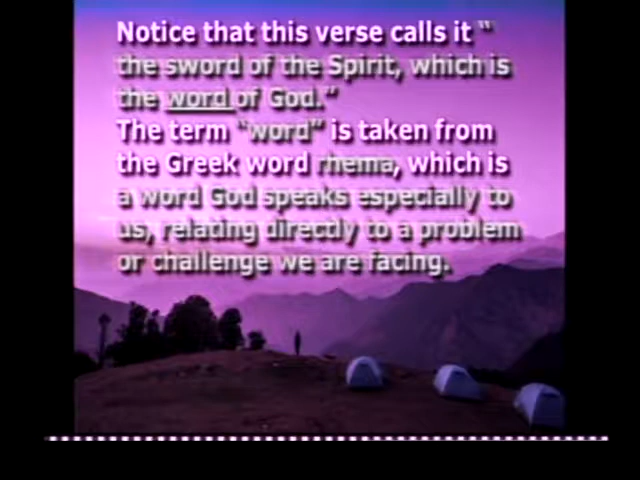 Notice that this verse calls it “
the sword of the Spirit, which is
the word of God.”
The term “word” is taken from
the Greek word rhema, which is
a word God speaks especially to
us, relating directly to a problem
or challenge we are facing.